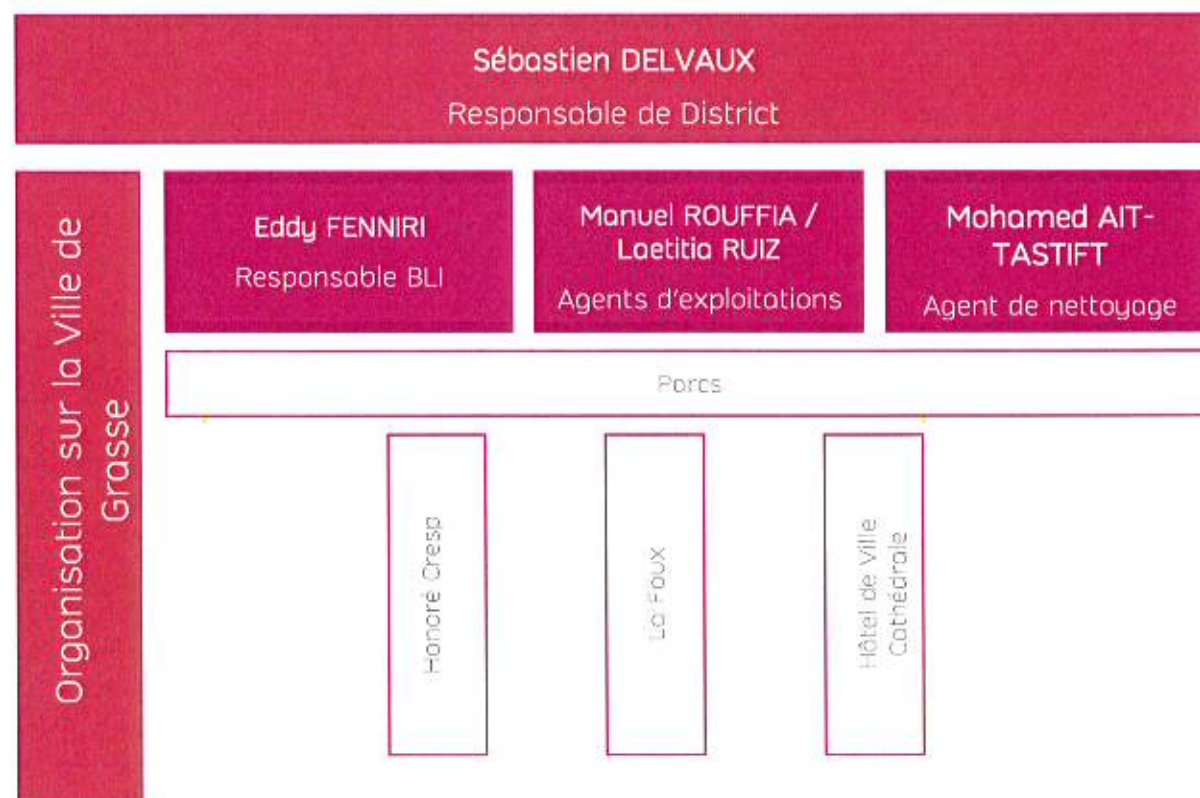 Sébastien DELVAUX
Responsable de District
Organisation sur la Ville de
Grasse
Eddy FENNIRI
Responsable BLI
Manuel ROUFFIA /
Laetitia RUIZ
Agents d'exploitations
Mohamed AIT-
TASTIFT
Agent de nettoyage
Parcs
Honoré Cresp
La Foux
Hôtel de Ville
Cathédrale